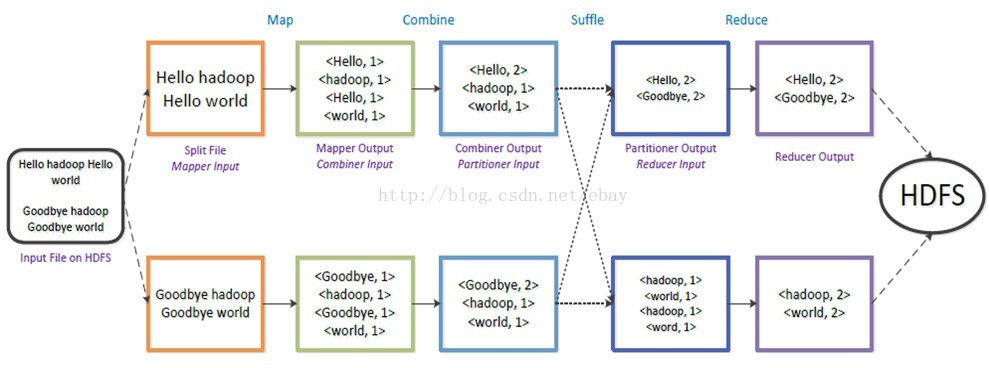 Map
Combine
Suffle
Reduce
Hello hadoop Hello
world
Goodbye hadoop
Goodbye world
Input File on HDFS
Hello hadoop
Hello world
Split File
Mapper Input
<Hello, 1>
<hadoop, 1>
<Hello, 1>
<world, 1>
Mapper Output
Combiner Input
<Hello, 2>
<hadoop, 1>
<world, 1>
Combiner Output
Partitioner Input
<Hello, 2>
<Goodbye, 2>
Partitioner Output
Reducer Input
<Hello, 2>
<Goodbye, 2>
Reducer Output
http://blog.csdn.net/ebay
HDFS
Goodbye hadoop
Goodbye world
<Goodbye, 1>
<hadoop, 1>
<Goodbye, 1>
<world, 1>
<Goodbye, 2>
<hadoop, 1>
<world, 1>
<hadoop, 1>
<world, 1>
<hadoop, 1>
<word, 1>
<hadoop, 2>
<world, 2>